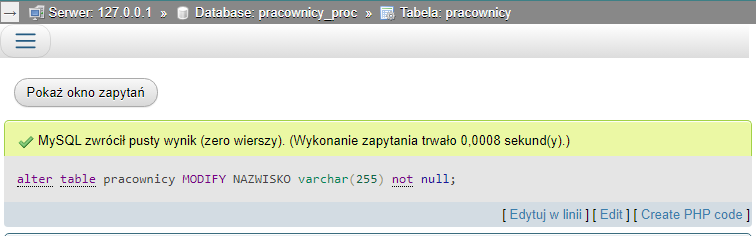 Serwer: 127.0.0.1 » Database: pracownicy_proc » Tabela: pracownicy
Pokaż okno zapytań
MySQL zwrócił pusty wynik (zero wierszy). (Wykonanie zapytania trwało 0,0008 sekund(y).)
alter table pracownicy MODIFY NAZWISKO varchar(255) not null;
[ Edytuj w linii ] [ Edit ] [ Create PHP code ]